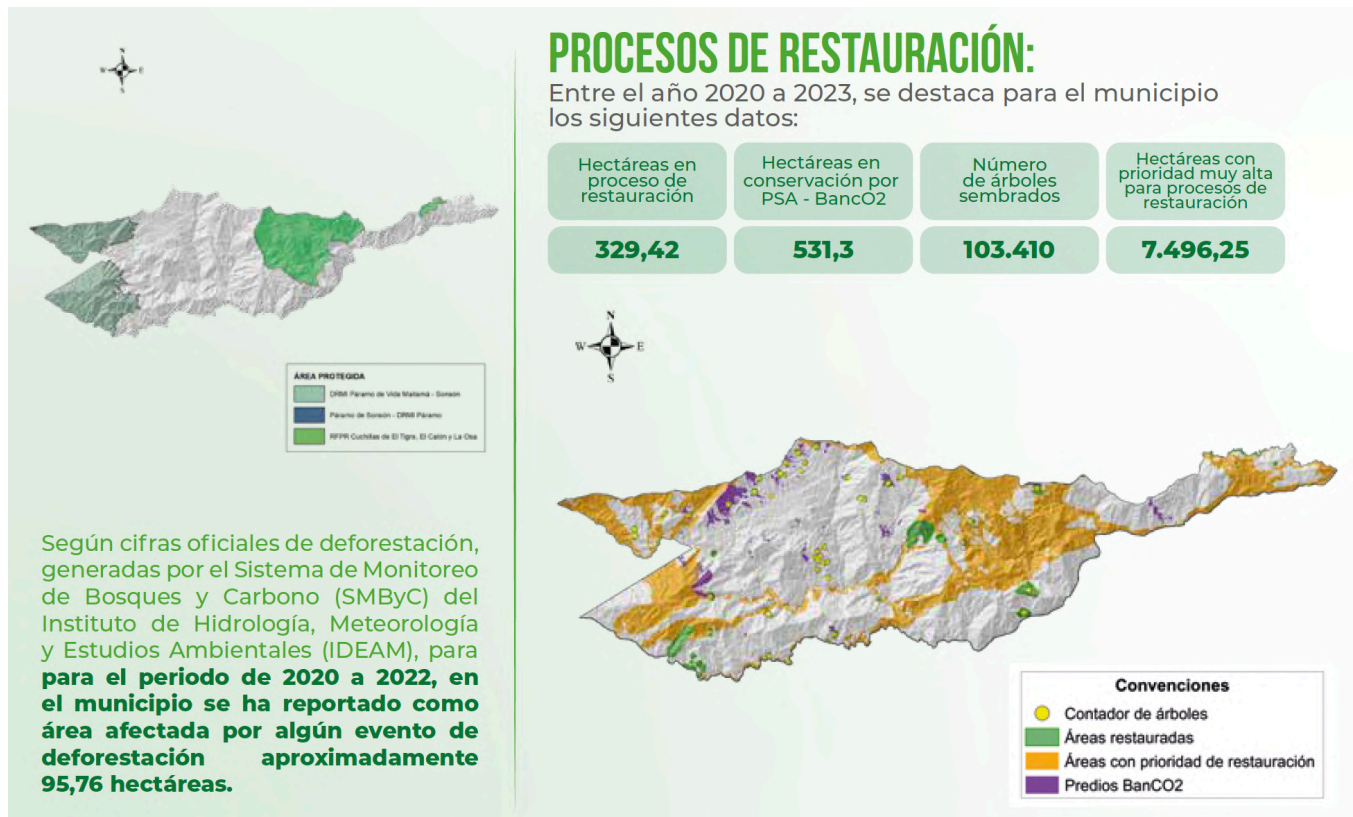 N
W
E
S
ÁREA PROTEGIDA
DRMI Páramo de Vida Maitamá - Sonsón
Páramo de Sonsón - DRMI Páramo
RFPR Cuchillas de El Tigre, El Calón y La Osa
Según cifras oficiales de deforestación,
generadas por el Sistema de Monitoreo
de Bosques y Carbono (SMByC) del
Instituto de Hidrología, Meteorología
y Estudios Ambientales (IDEAM), para
para el periodo de 2020 a 2022, en
el municipio se ha reportado como
área afectada por algún evento de
deforestación aproximadamente
95,76 hectáreas.
PROCESOS DE RESTAURACIÓN:
Entre el año 2020 a 2023, se destaca para el municipio
los siguientes datos:
Hectáreas en
proceso de
restauración
329,42
Hectáreas en
conservación por
PSA - BancO2
531,3
Número
de árboles
sembrados
103.410
Hectáreas con
prioridad muy alta
para procesos de
restauración
7.496,25
N
W
E
S
Convenciones
Contador de árboles
Áreas restauradas
Áreas con prioridad de restauración
Predios BanCO2